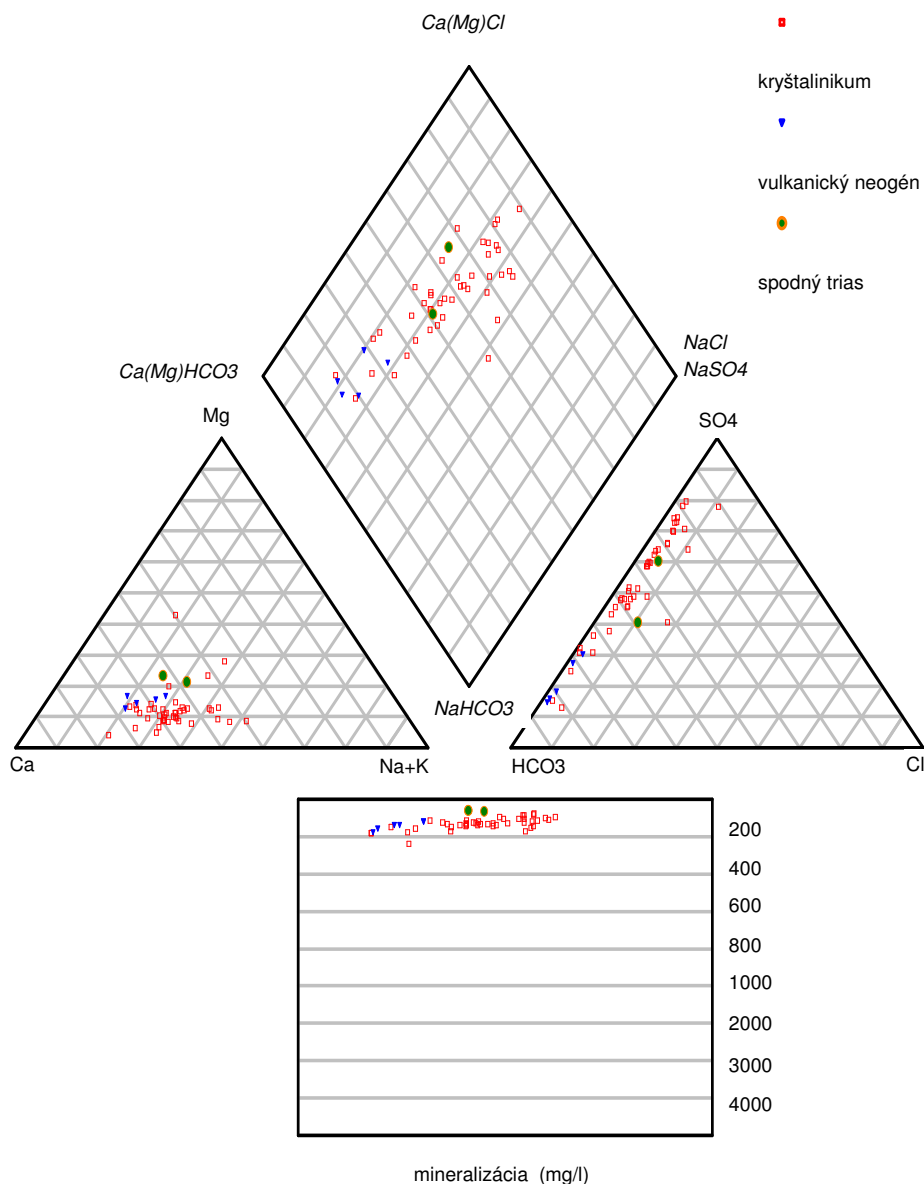 Ca(Mg)Cl
kryštalinikum
vulkanický neogén
spodný trias
NaCl
NaSO4
Ca(Mg)HCO3
Mg
SO4
NaHCO3
Ca
Na+K
HCO3
Cl
200
400
600
800
1000
2000
3000
4000
mineralizácia (mg/l)